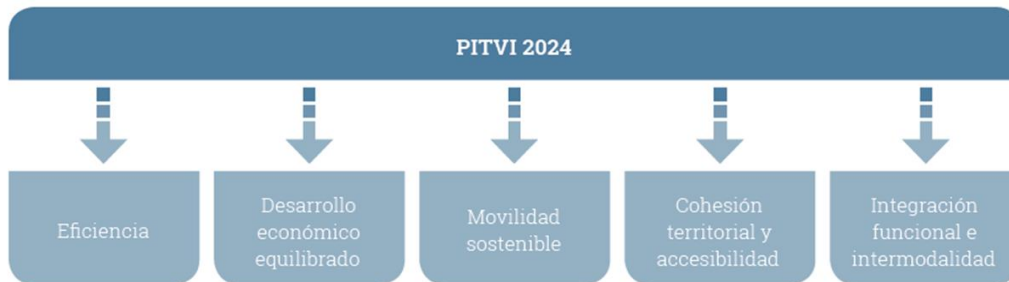 PITVI 2024
Eficiencia
Desarrollo
económico
equilibrado
Movilidad
sostenible
Cohesión
territorial y
accesibilidad
Integración
funcional e
intermodalidad